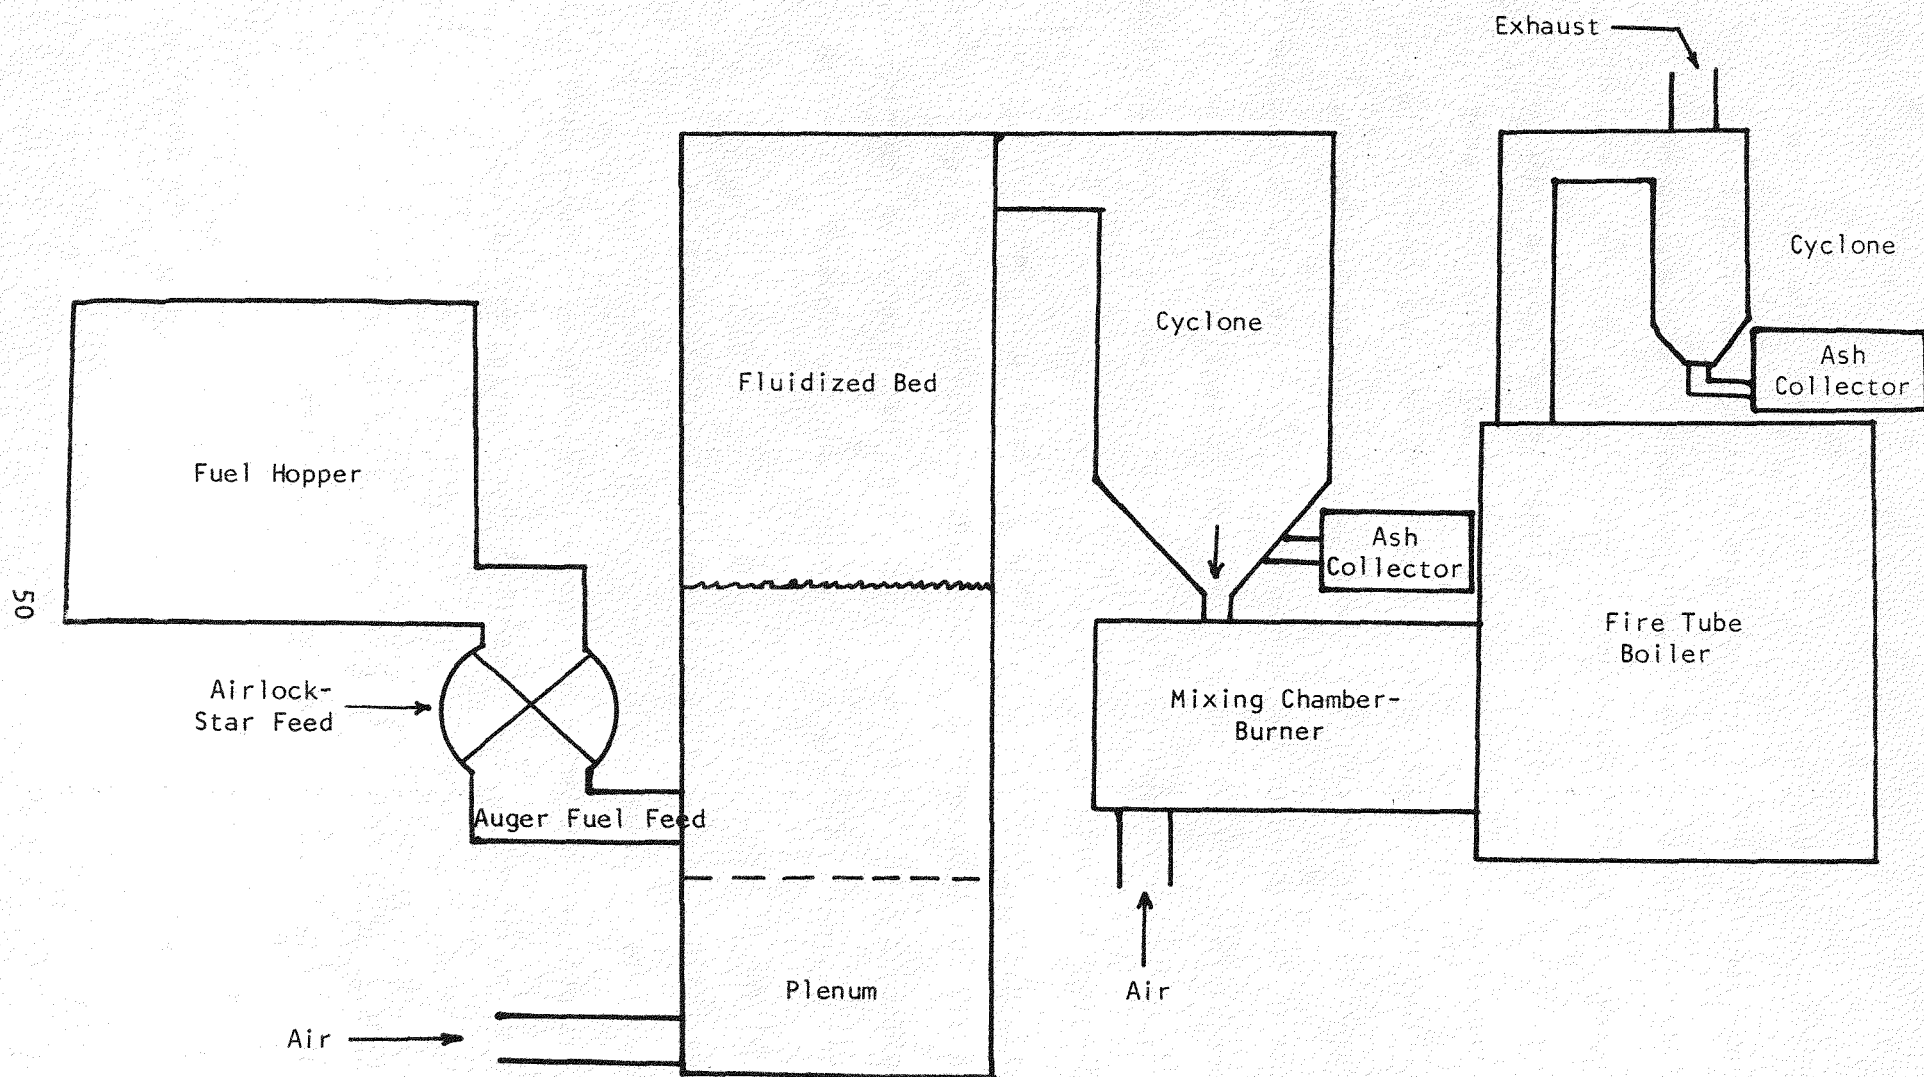 Exhaust
Cyclone
Cyclone
Ash
Collector
Fluidized Bed
Fuel Hopper
Ash
Collector
Fire Tube
Boiler
50
Airlock-
Star Feed
Mixing Chamber-
Burner
Auger Fuel Feed
Plenum
Air
Air